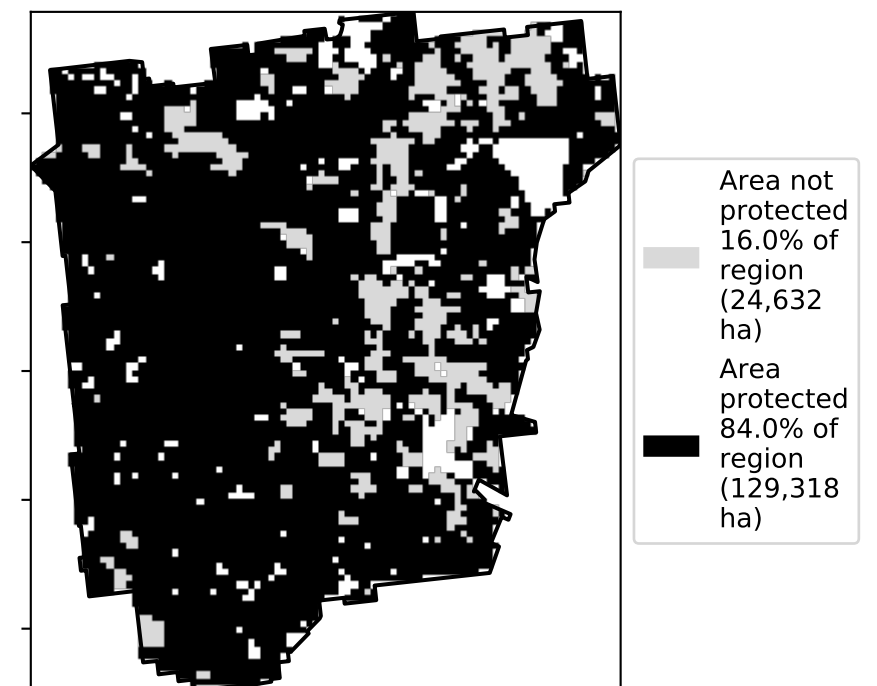 Area not
protected
16.0% of
region
(24,632
ha)
Area
protected
84.0% of
region
(129,318
ha)